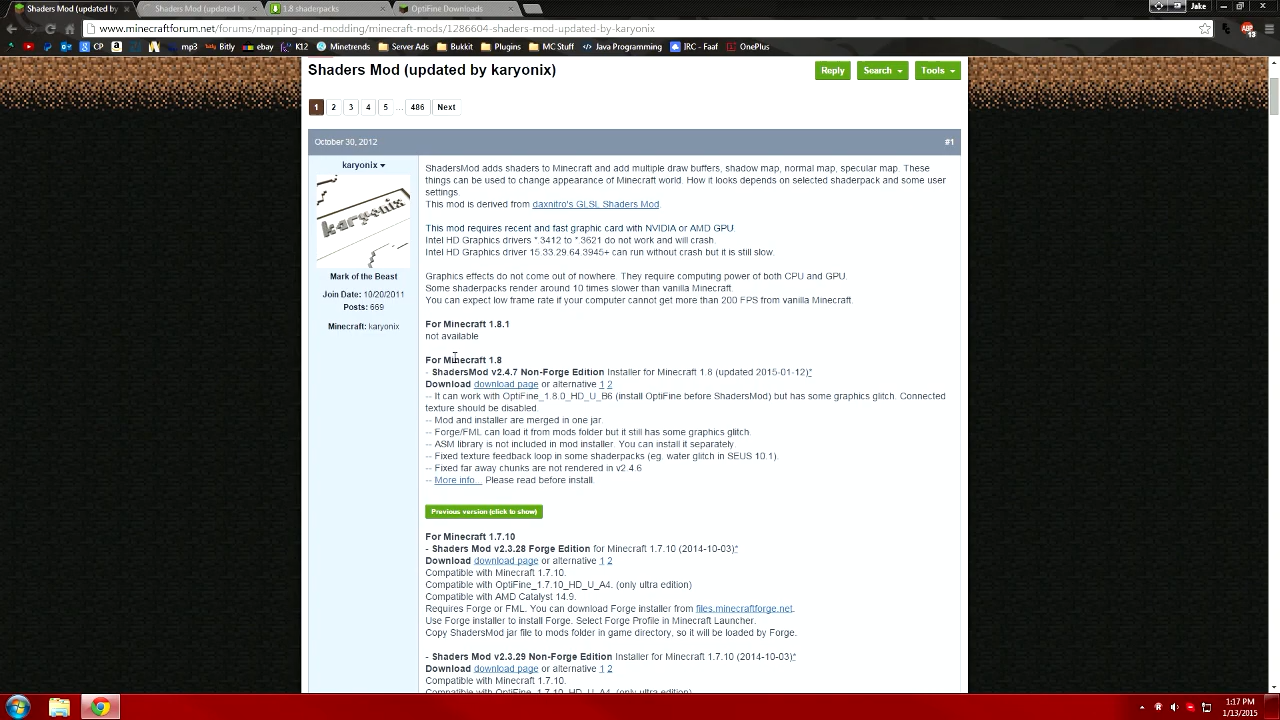 Shaders Mod (updated b
Shaders Mod (updated by
1.8 shaderpacks
OptiFine Downloads
Jake
www.minecraftforum.net/forums/mapping-and-modding/minecraft-mods/1286604-shaders-mod-updated-by-karyonix
CP mp3 Bitly ebay K12 Minetrends Server Ads Bukkit Plugins MC Stuff Java Programming IRC - Faaf OnePlus
Shaders Mod (updated by karyonix)
Reply Search Tools
1 2 3 4 5 ... 486 Next
October 30, 2012 #1
karyonix
karyonix
Mark of the Beast
Join Date: 10/20/2011
Posts: 669
Minecraft: karyonix
ShadersMod adds shaders to Minecraft and add multiple draw buffers, shadow map, normal map, specular map. These
things can be used to change appearance of Minecraft world. How it looks depends on selected shaderpack and some user
settings.
This mod is derived from daxnitro's GLSL Shaders Mod.
This mod requires recent and fast graphic card with NVIDIA or AMD GPU.
Intel HD Graphics drivers *.3412 to *.3621 do not work and will crash.
Intel HD Graphics driver 15.33.29.64.3945+ can run without crash but it is still slow.
Graphics effects do not come out of nowhere. They require computing power of both CPU and GPU.
Some shaderpacks render around 10 times slower than vanilla Minecraft.
You can expect low frame rate if your computer cannot get more than 200 FPS from vanilla Minecraft.
For Minecraft 1.8.1
not available
For Minecraft 1.8
- ShadersMod v2.4.7 Non-Forge Edition Installer for Minecraft 1.8 (updated 2015-01-12)*
Download download page or alternative 1 2
-- It can work with OptiFine_1.8.0_HD_U_B6 (install OptiFine before ShadersMod) but has some graphics glitch. Connected
texture should be disabled.
-- Mod and installer are merged in one jar.
-- Forge/FML can load it from mods folder but it still has some graphics glitch.
-- ASM library is not included in mod installer. You can install it separately.
-- Fixed texture feedback loop in some shaderpacks (eg. water glitch in SEUS 10.1).
-- Fixed far away chunks are not rendered in v2.4.6
-- More info... Please read before install.
Previous version (click to show)
For Minecraft 1.7.10
- Shaders Mod v2.3.28 Forge Edition for Minecraft 1.7.10 (2014-10-03)*
Download download page or alternative 1 2
Compatible with Minecraft 1.7.10.
Compatible with OptiFine_1.7.10_HD_U_A4. (only ultra edition)
Compatible with AMD Catalyst 14.9.
Requires Forge or FML. You can download Forge installer from files.minecraftforge.net.
Use Forge installer to install Forge. Select Forge Profile in Minecraft Launcher.
Copy ShadersMod jar file to mods folder in game directory, so it will be loaded by Forge.
- Shaders Mod v2.3.29 Non-Forge Edition Installer for Minecraft 1.7.10 (2014-10-03)*
Download download page or alternative 1 2
Compatible with Minecraft 1.7.10.
Compatible with OptiFine_1.7.10_HD_U_A4. (only ultra edition)
1:17 PM
1/13/2015